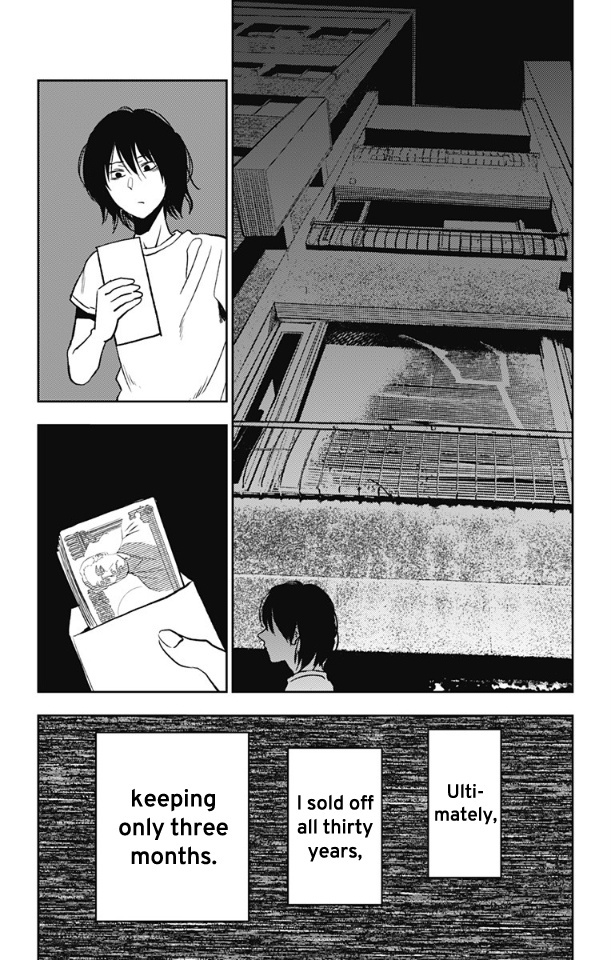 Ulti-
mately,
I sold off
all thirty
years,
keeping
only three
months.